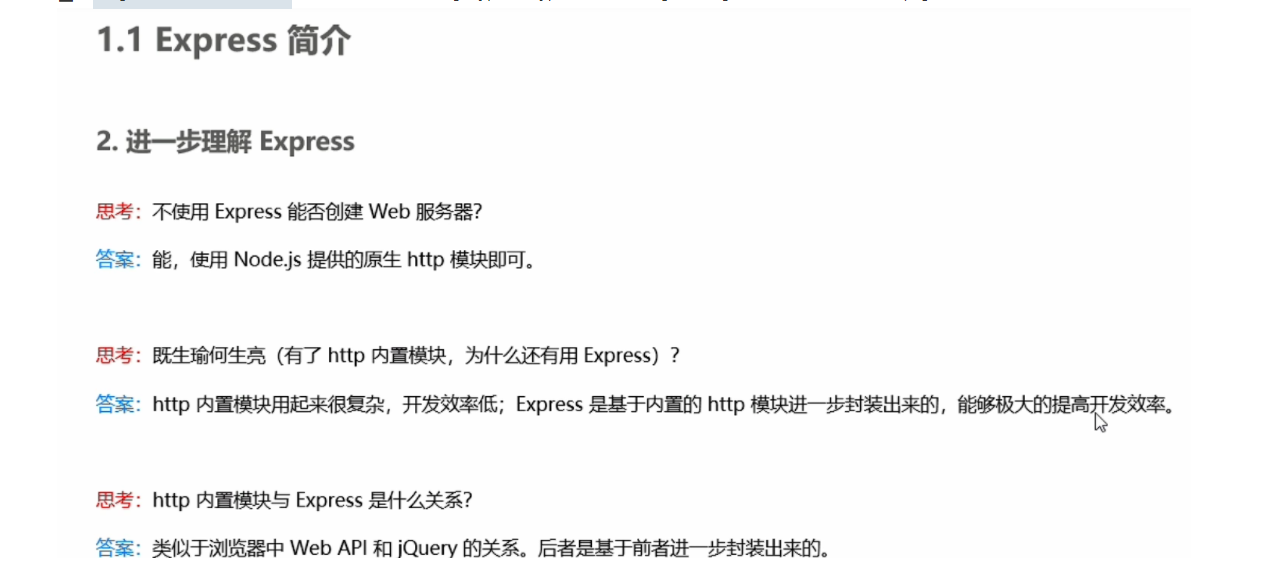 1.1 Express 简介
2. 进一步理解 Express
思考：不使用 Express 能否创建 Web 服务器？
答案：能，使用 Node.js 提供的原生 http 模块即可。
思考：既生瑜何生亮（有了 http 内置模块，为什么还有用 Express）？
答案：http 内置模块用起来很复杂，开发效率低；Express 是基于内置的 http 模块进一步封装出来的，能够极大的提高开发效率。
思考：http 内置模块与 Express 是什么关系？
答案：类似于浏览器中 Web API 和 jQuery 的关系。后者是基于前者进一步封装出来的。